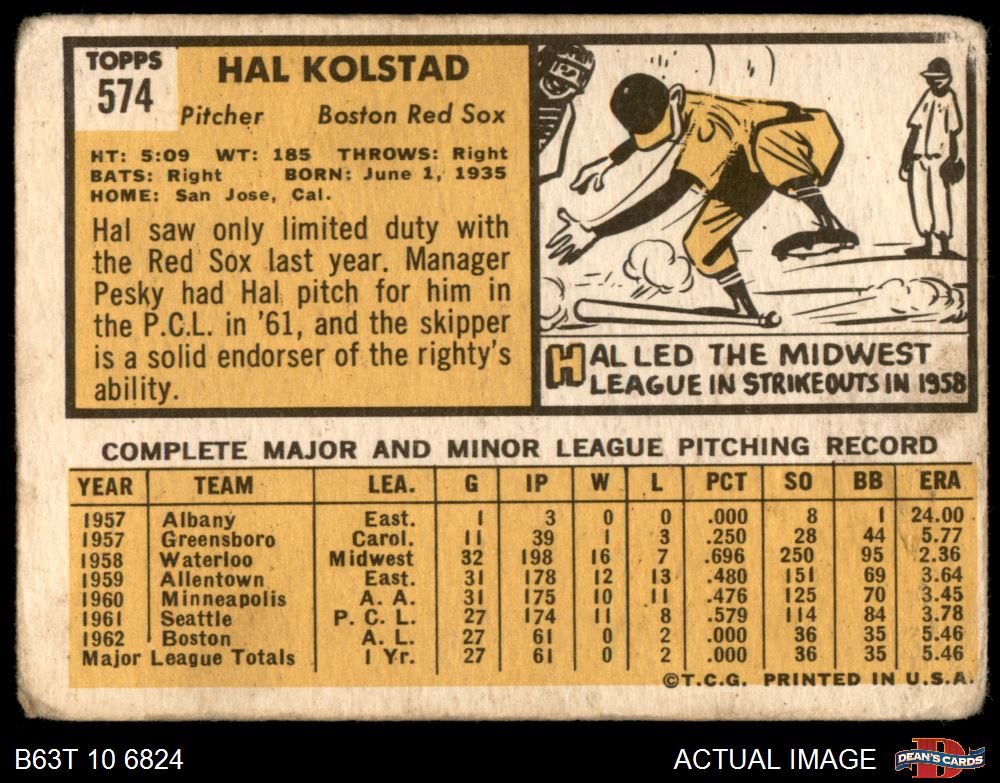 TOPPS
574
HAL KOLSTAD
Pitcher Boston Red Sox
HT: 5:09 WT: 185 THROWS: Right
BATS: Right BORN: June 1, 1935
HOME: San Jose, Cal.
Hal saw only limited duty with
the Red Sox last year. Manager
Pesky had Hal pitch for him in
the P.C.L. in '61, and the skipper
is a solid endorser of the righty's
ability.
HAL LED THE MIDWEST
LEAGUE IN STRIKEOUTS IN 1958
COMPLETE MAJOR AND MINOR LEAGUE PITCHING RECORD
YEAR TEAM LEA. G IP W L PCT SO BB ERA
1957 Albany East. 1 3 0 0 .000 8 1 24.00
1957 Greensboro Carol. 11 39 1 3 .250 28 44 5.77
1958 Waterloo Midwest 32 198 16 7 .696 250 95 2.36
1959 Allentown East. 31 178 12 13 .480 151 69 3.64
1960 Minneapolis A. A. 31 175 10 11 .476 125 70 3.45
1961 Seattle P. C. L. 27 174 11 8 .579 114 84 3.78
1962 Boston A. L. 27 61 0 2 .000 36 35 5.46
Major League Totals 1 Yr. 27 61 0 2 .000 36 35 5.46
©T.C.G. PRINTED IN U.S.A.
B63T 10 6824
ACTUAL IMAGE
DEAN'S CARDS